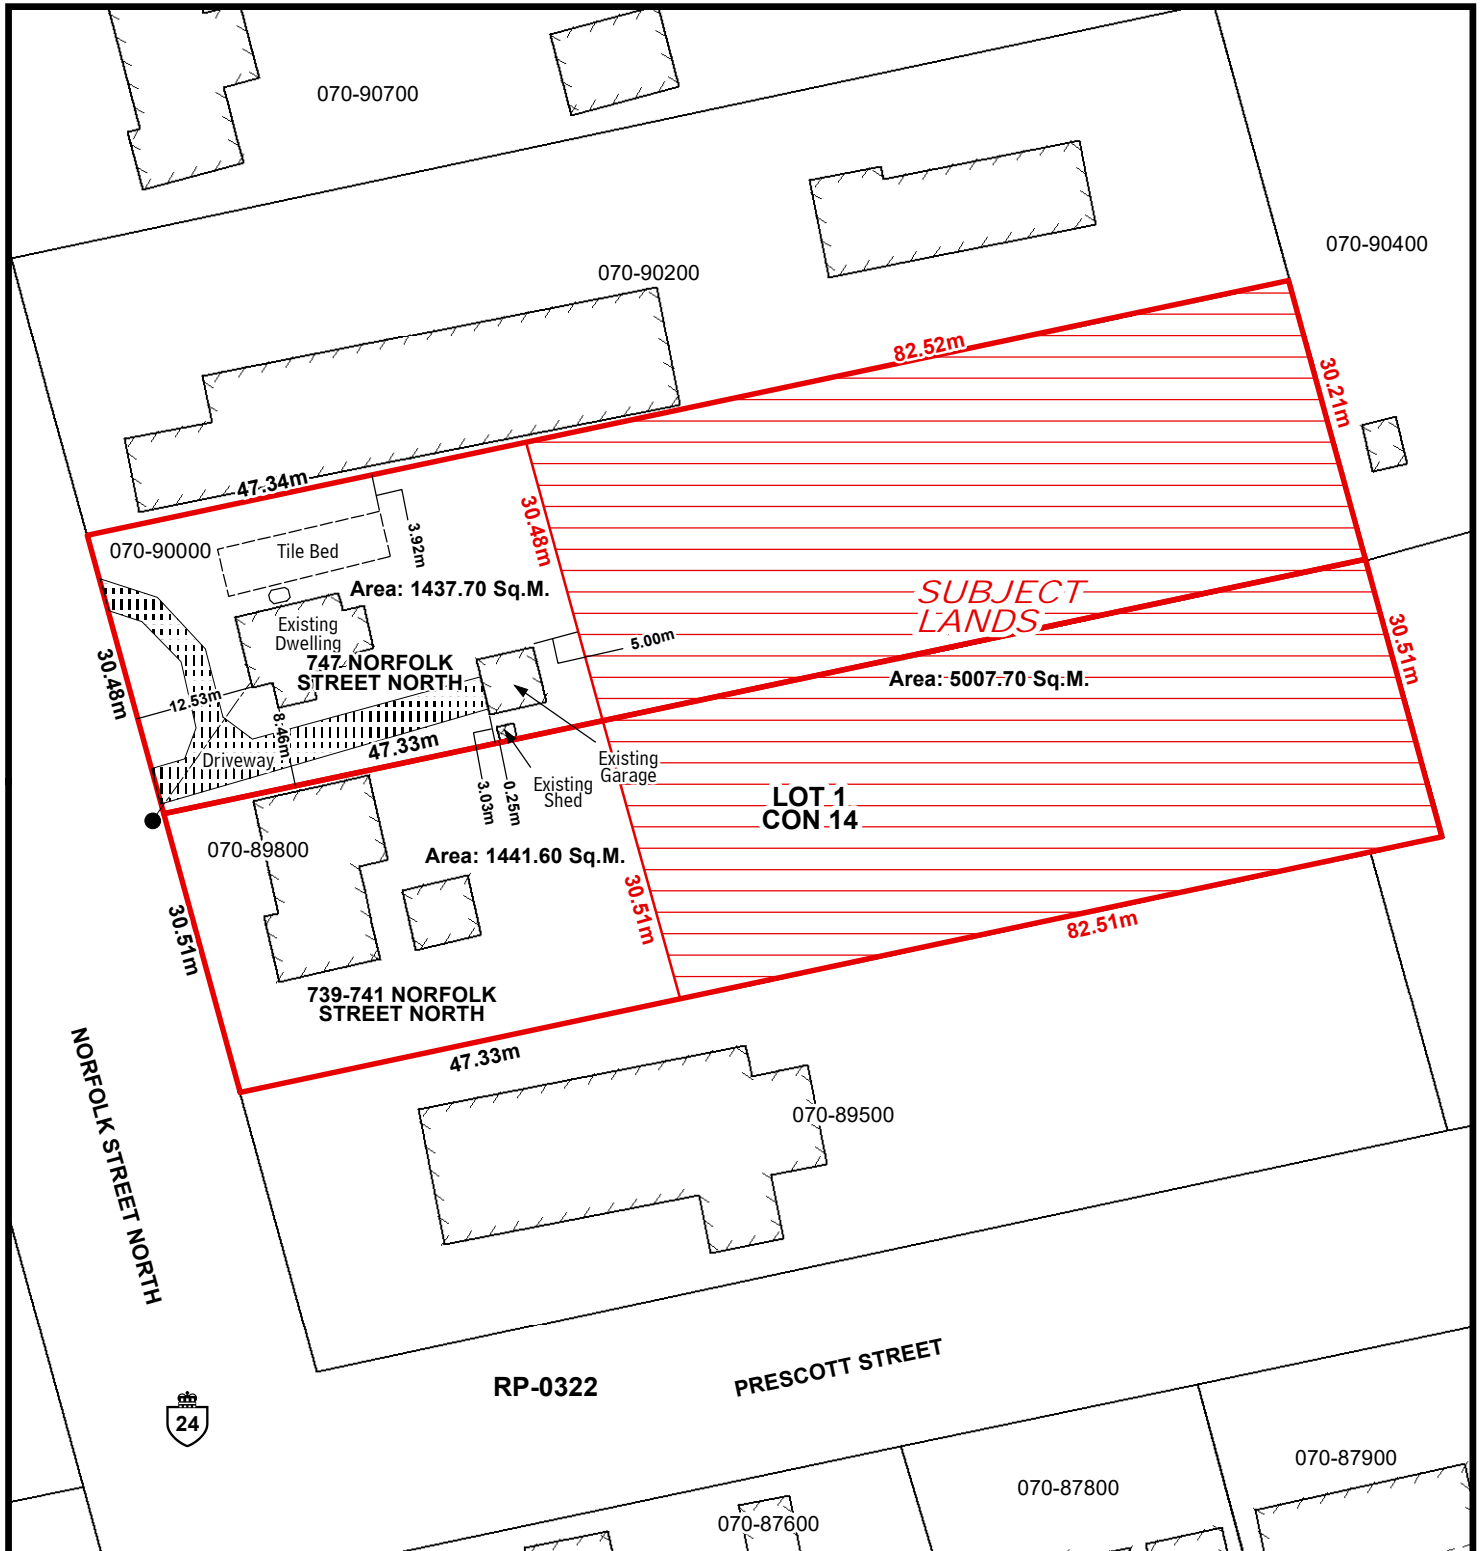 070-90700
070-90400
070-90200
82.52m
30.21m
47.34m
30.48m
3.92m
070-90000
Tile Bed
Area: 1437.70 Sq.M.
SUBJECT
LANDS
Existing
Dwelling
5.00m
30.51m
747 NORFOLK
STREET NORTH
Area: 5007.70 Sq.M.
30.48m
12.53m
8.46m
47.33m
Driveway
Existing
Garage
Existing
Shed
3.03m
0.25m
LOT 1
CON 14
070-89800
Area: 1441.60 Sq.M.
30.51m
82.51m
30.51m
739-741 NORFOLK
STREET NORTH
47.33m
070-89500
NORFOLK STREET NORTH
PRESCOTT STREET
RP-0322
24
070-87900
070-87800
070-87600